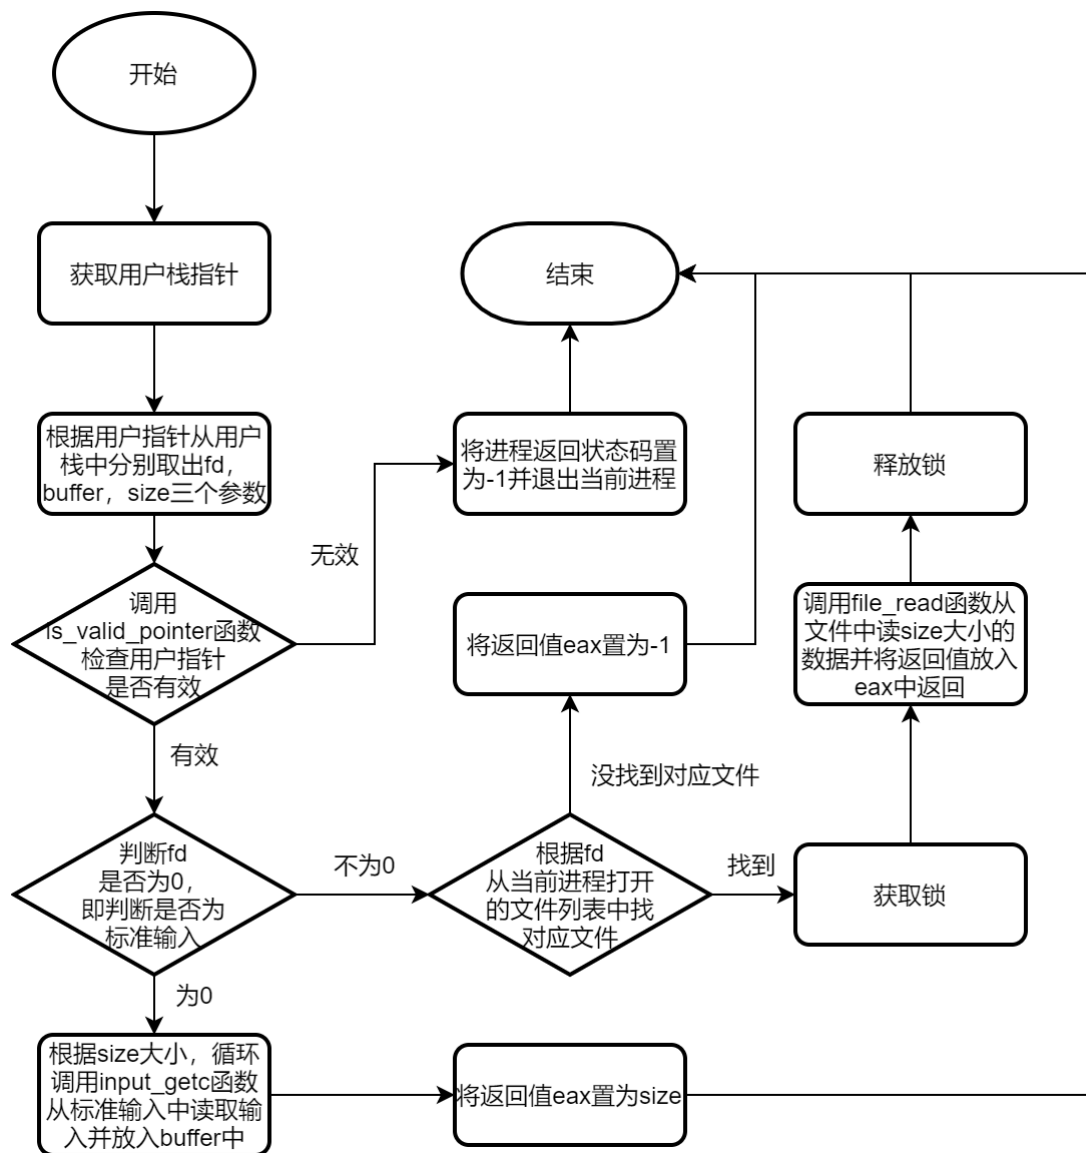 开始
获取用户栈指针
结束
根据用户指针从用户
栈中分别取出fd，
buffer，size三个参数
将进程返回状态码置
为-1并退出当前进程
释放锁
无效
调用
is_valid_pointer函数
检查用户指针
是否有效
将返回值eax置为-1
调用file_read函数从
文件中读size大小的
数据并将返回值放入
eax中返回
有效
没找到对应文件
判断fd
是否为0，
即判断是否为
标准输入
不为0
根据fd
从当前进程打开
的文件列表中找
对应文件
找到
获取锁
为0
根据size大小，循环
调用input_getc函数
从标准输入中读取输
入并放入buffer中
将返回值eax置为size